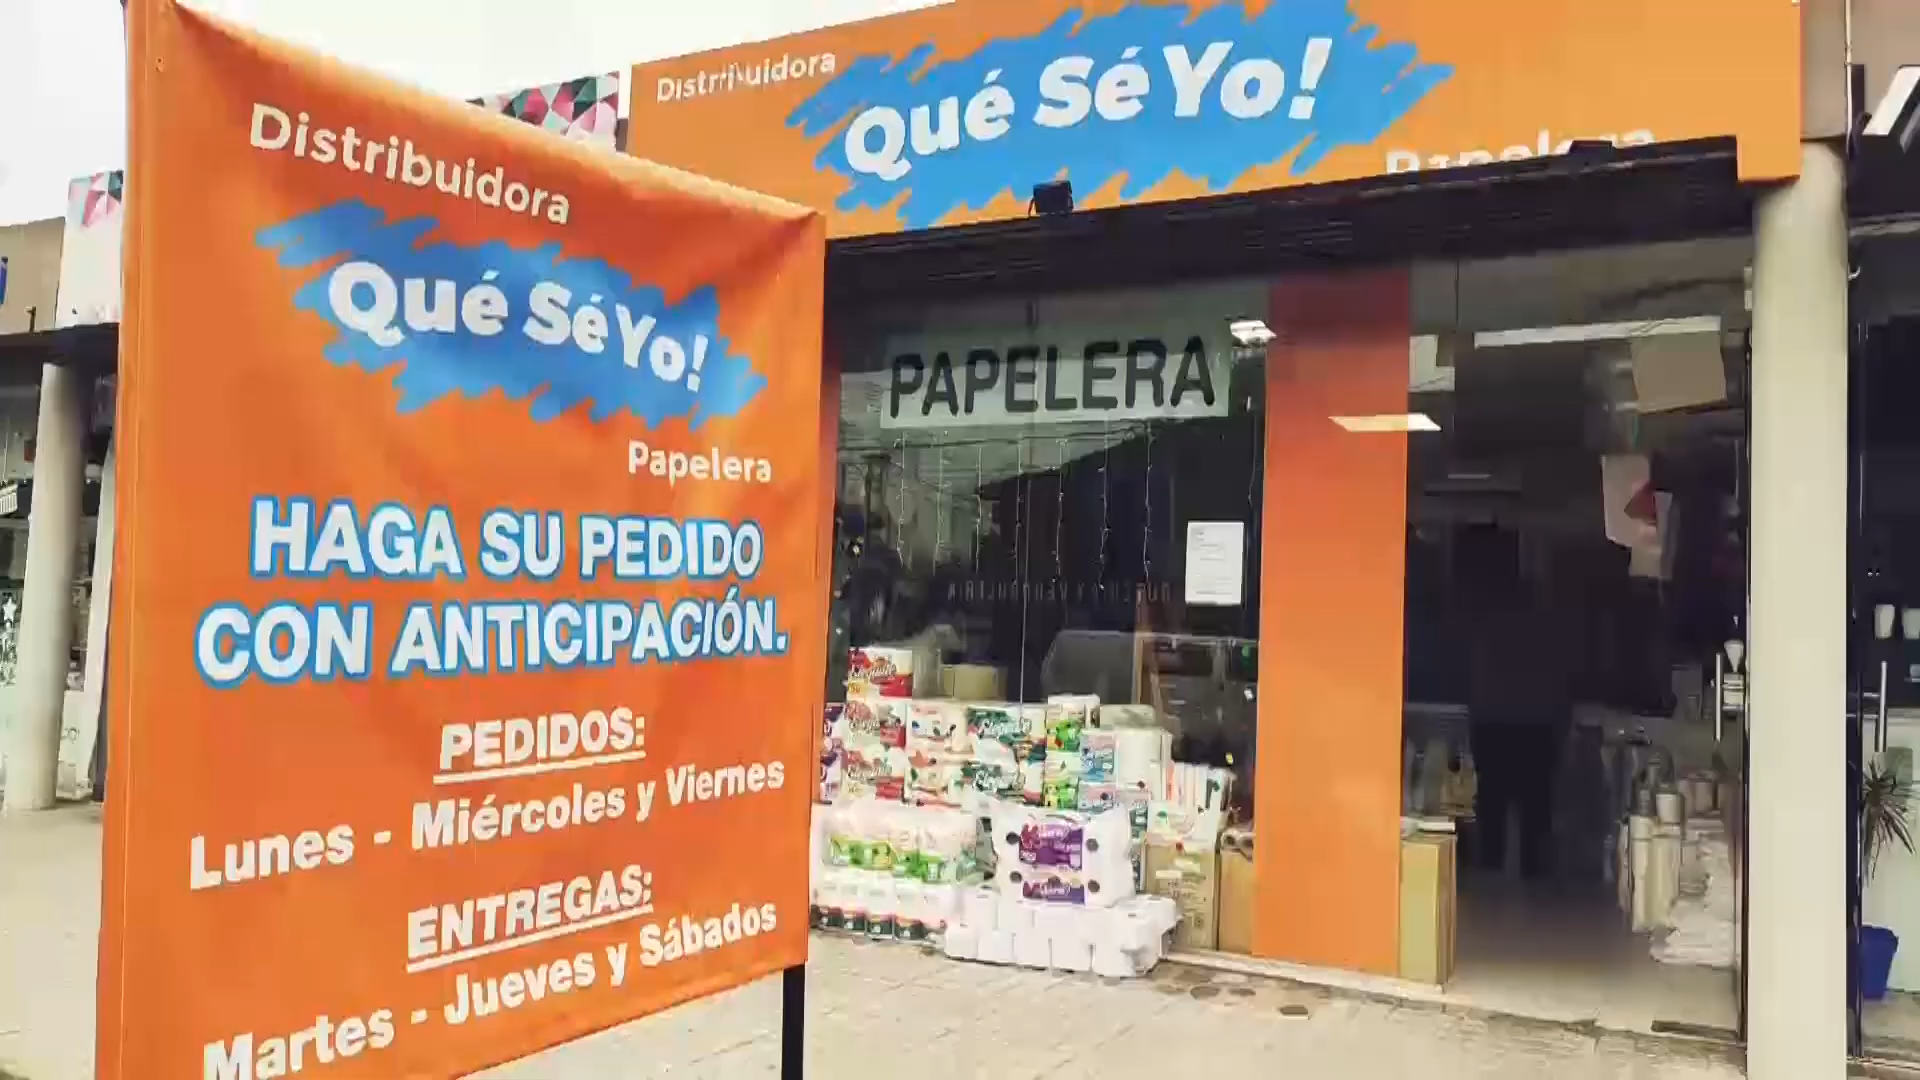 Distribuidora
Qué Sé Yo!
Papelera
HAGA SU PEDIDO
CON ANTICIPACIÓN.
PEDIDOS:
Lunes - Miércoles y Viernes
ENTREGAS:
Martes - Jueves y Sábados
Distribuidora
Qué Sé Yo!
Papelera
PAPELERA